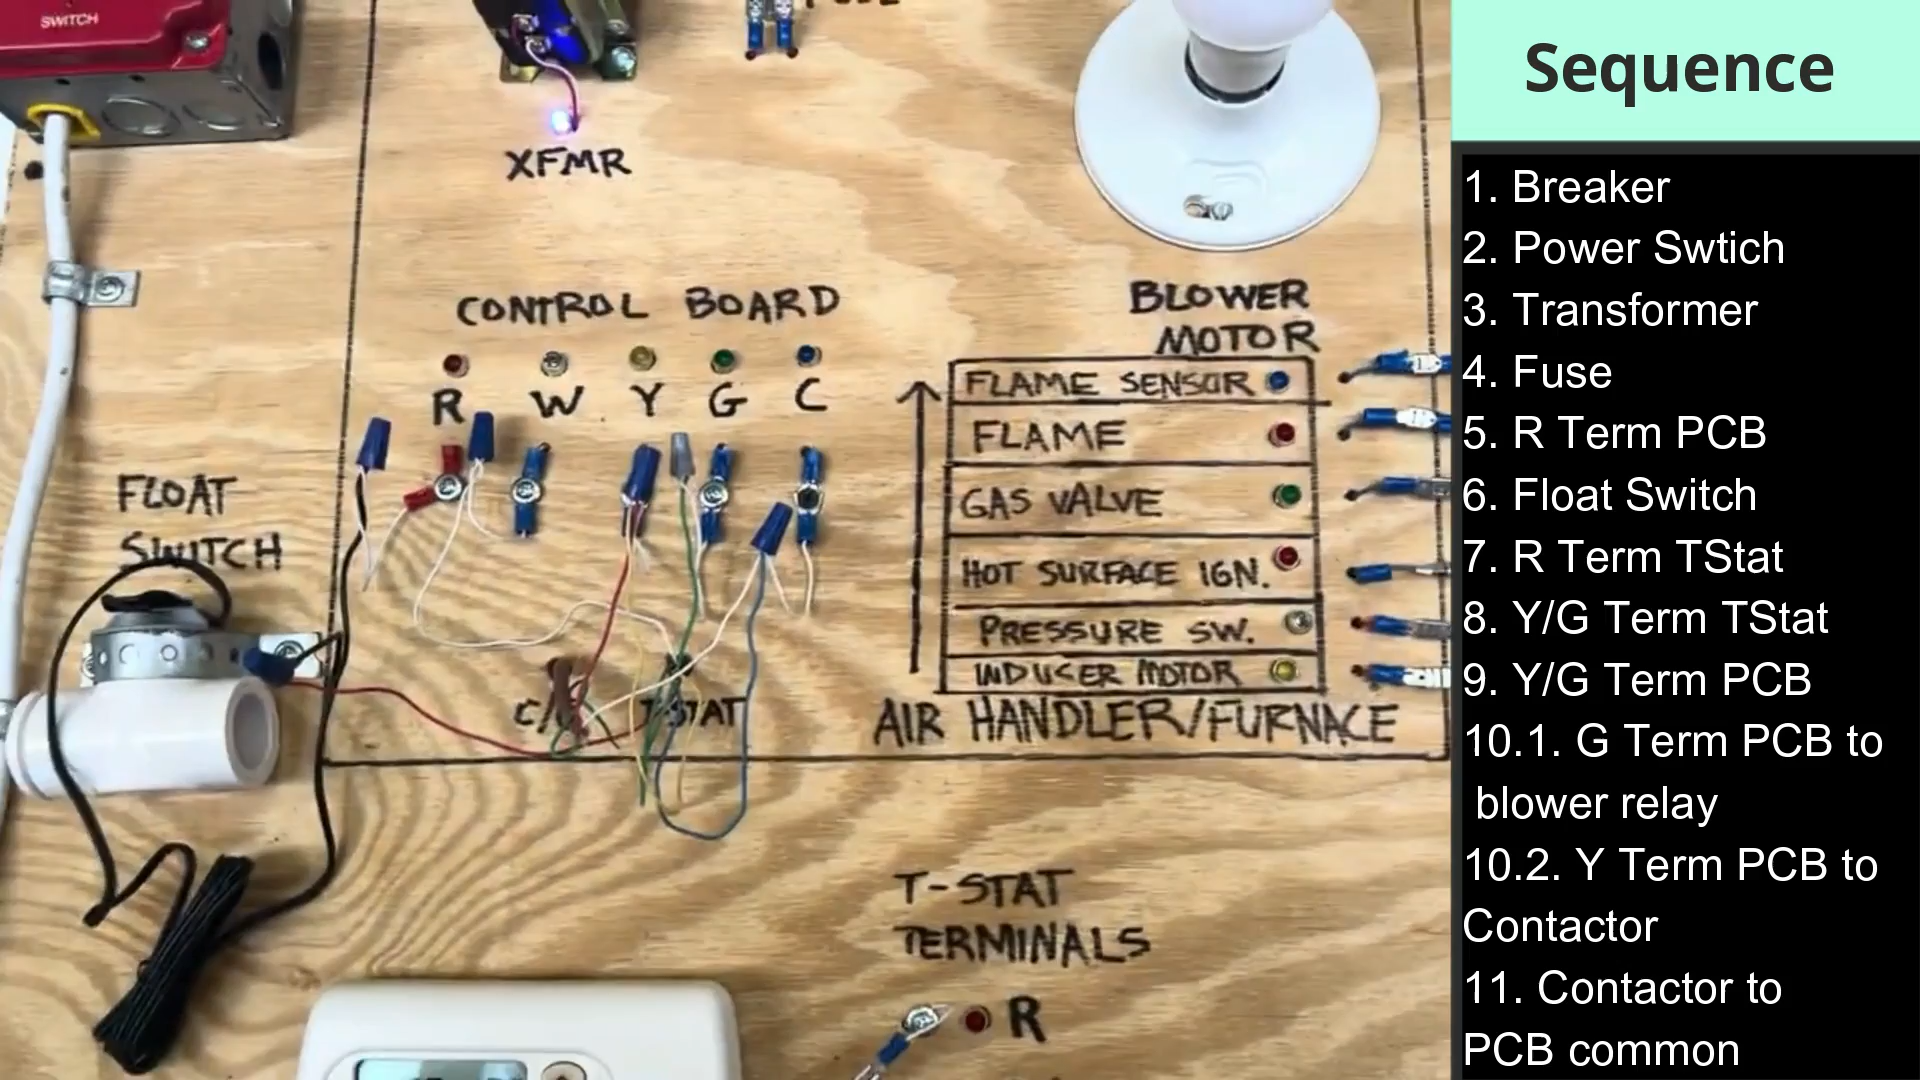 SWITCH
XFMR
CONTROL BOARD
R W Y G C
BLOWER
MOTOR
FLAME SENSOR
FLAME
GAS VALVE
HOT SURFACE IGN.
PRESSURE SW.
INDUCER MOTOR
AIR HANDLER/FURNACE
FLOAT
SWITCH
T-STAT
T-STAT
TERMINALS
R
Sequence
1. Breaker
2. Power Swtich
3. Transformer
4. Fuse
5. R Term PCB
6. Float Switch
7. R Term TStat
8. Y/G Term TStat
9. Y/G Term PCB
10.1. G Term PCB to
blower relay
10.2. Y Term PCB to
Contactor
11. Contactor to
PCB common